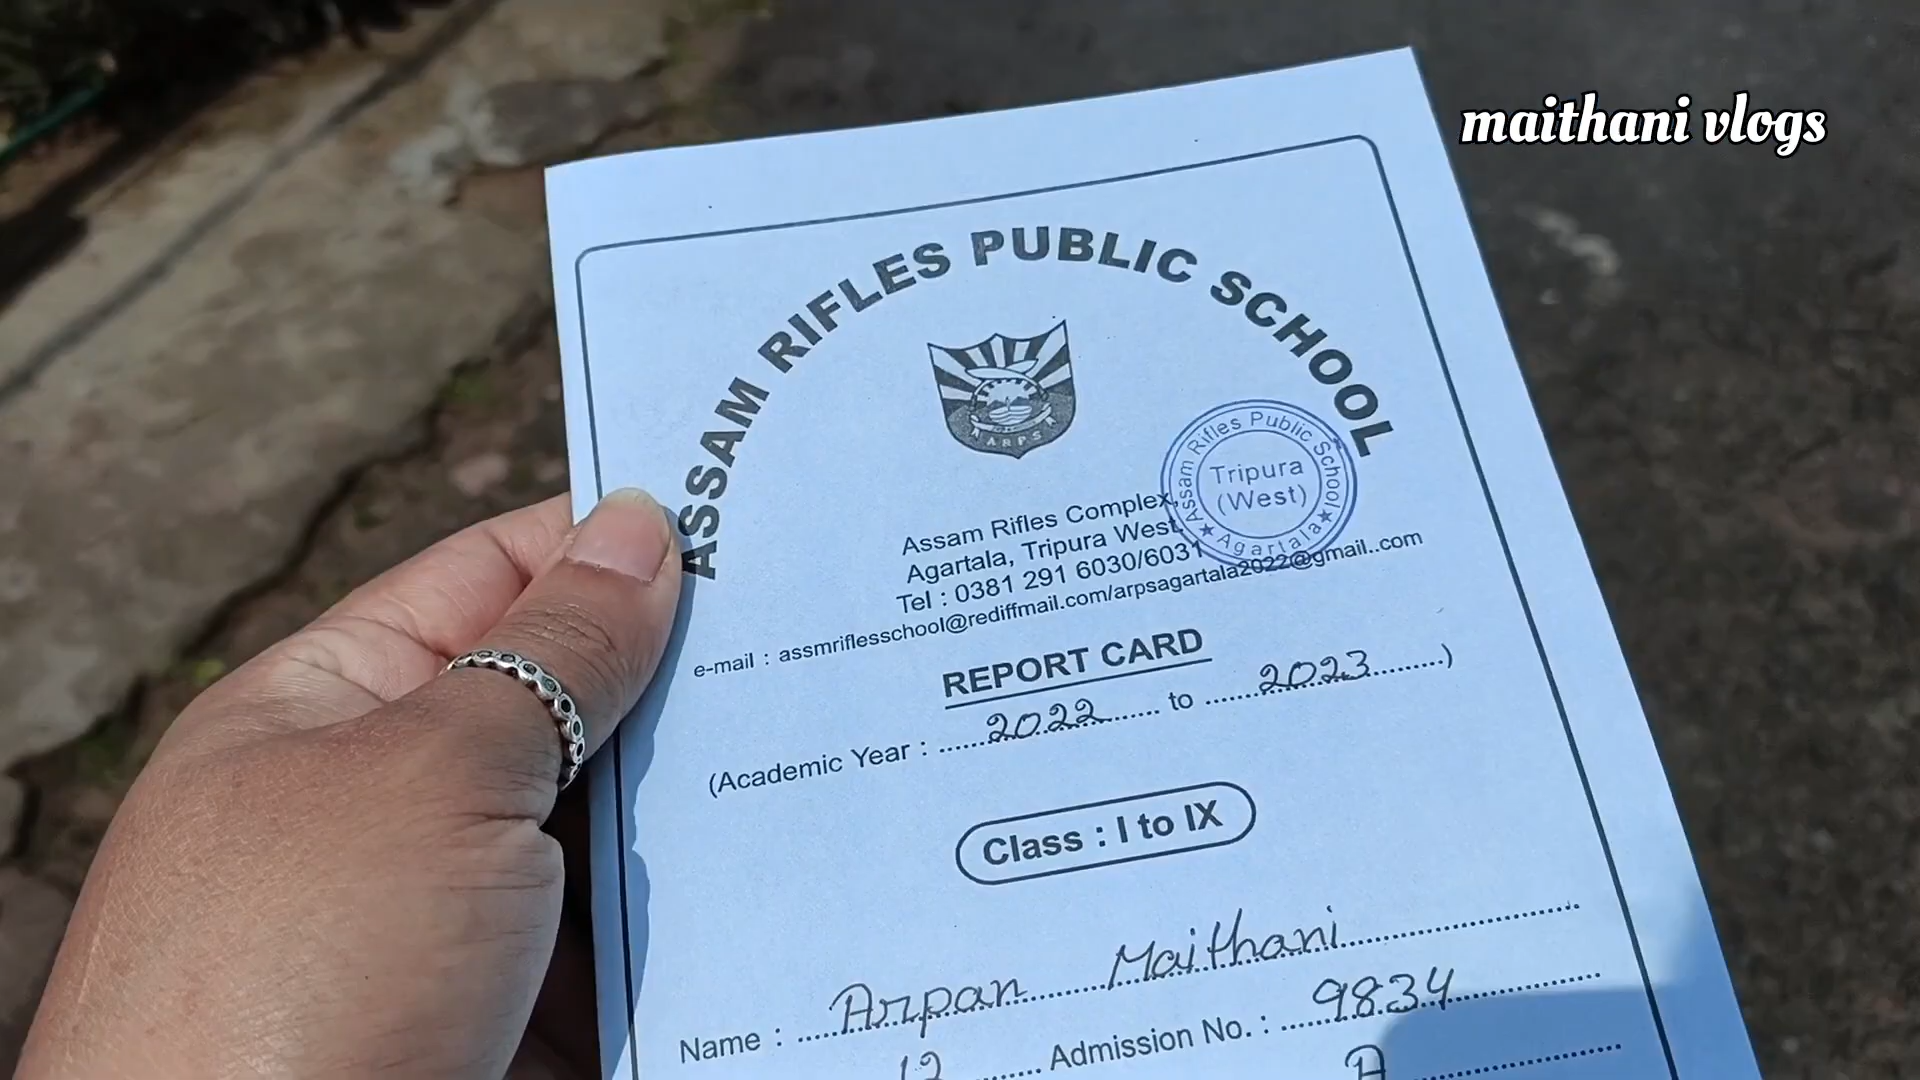 maithani vlogs
ASSAM RIFLES PUBLIC SCHOOL
ARPS
Assam Rifles Public School
Tripura
(West)
★ Agartala ★
Assam Rifles Complex,
Agartala, Tripura West,
Tel : 0381 291 6030/6031
e-mail : assmriflesschool@rediffmail.com/arpsagartala2022@gmail..com
REPORT CARD
(Academic Year : 2022 to 2023)
Class : I to IX
Name : Arpan Maithani
12 Admission No. : 9834
A